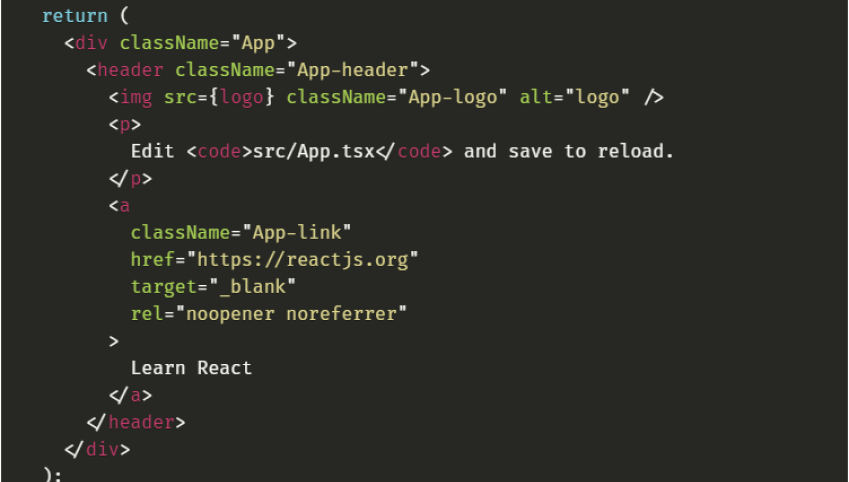 return (
<div className="App">
<header className="App-header">
<img src={logo} className="App-logo" alt="logo" />
<p>
Edit <code>src/App.tsx</code> and save to reload.
</p>
<a
className="App-link"
href="https://reactjs.org"
target="_blank"
rel="noopener noreferrer"
>
Learn React
</a>
</header>
</div>
);